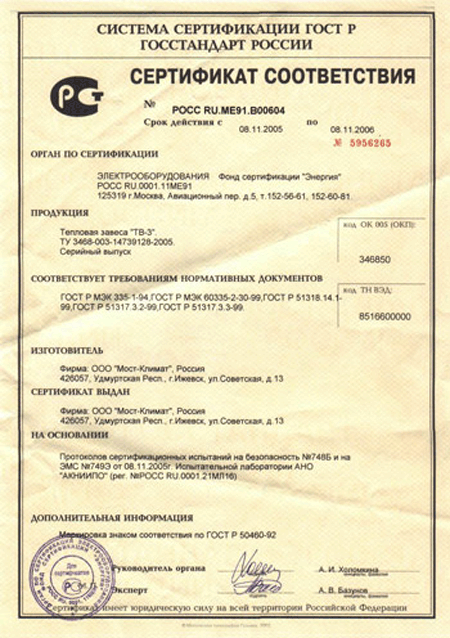 СИСТЕМА СЕРТИФИКАЦИИ ГОСТ Р
ГОССТАНДАРТ РОССИИ
СЕРТИФИКАТ СООТВЕТСТВИЯ
№ РОСС RU.ME91.B00604
Срок действия с 08.11.2005 по 08.11.2006
№ 5956265
ОРГАН ПО СЕРТИФИКАЦИИ
ЭЛЕКТРООБОРУДОВАНИЯ Фонд сертификации "Энергия"
РОСС RU.0001.11МЕ91
125319 г.Москва, Авиационный пер. д.5, т.152-56-61, 152-60-81.
ПРОДУКЦИЯ
Тепловая завеса "ТВ-3".
ТУ 3468-003-14739128-2005.
Серийный выпуск
код ОК 005 (ОКП):
346850
СООТВЕТСТВУЕТ ТРЕБОВАНИЯМ НОРМАТИВНЫХ ДОКУМЕНТОВ
ГОСТ Р МЭК 335-1-94,ГОСТ Р МЭК 60335-2-30-99,ГОСТ Р 51318.14.1-
99,ГОСТ Р 51317.3.2-99,ГОСТ Р 51317.3.3-99.
код ТН ВЭД:
8516600000
ИЗГОТОВИТЕЛЬ
Фирма: ООО "Мост-Климат", Россия
426057, Удмуртская Респ., г.Ижевск, ул.Советская, д.13
СЕРТИФИКАТ ВЫДАН
Фирма: ООО "Мост-Климат", Россия
426057, Удмуртская Респ., г.Ижевск, ул.Советская, д.13
НА ОСНОВАНИИ
Протоколов сертификационных испытаний на безопасность №748Б и на
ЭМС №749Э от 08.11.2005г. Испытательной лаборатории АНО
"АКНИИПО" (рег. №РОСС RU.0001.21МЛ16)
ДОПОЛНИТЕЛЬНАЯ ИНФОРМАЦИЯ
Маркировка знаком соответствия по ГОСТ Р 50460-92
Руководитель органа
А. И. Холомкина
Эксперт
А. В. Базунов
Для
сертификатов
Сертификат имеет юридическую силу на всей территории Российской Федерации